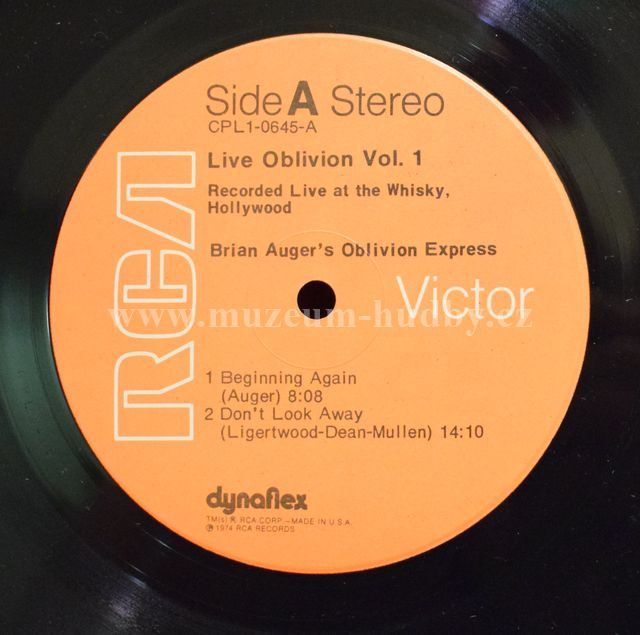 Side A Stereo
CPL1-0645-A
Live Oblivion Vol. 1
Recorded Live at the Whisky,
Hollywood
Brian Auger's Oblivion Express
RCA
Victor
www.muzeum-hudby.cz
1 Beginning Again
(Auger) 8:08
2 Don't Look Away
(Ligertwood-Dean-Mullen) 14:10
dynaflex
TM(s) ® RCA CORP.—MADE IN U.S.A.
℗ 1974 RCA RECORDS